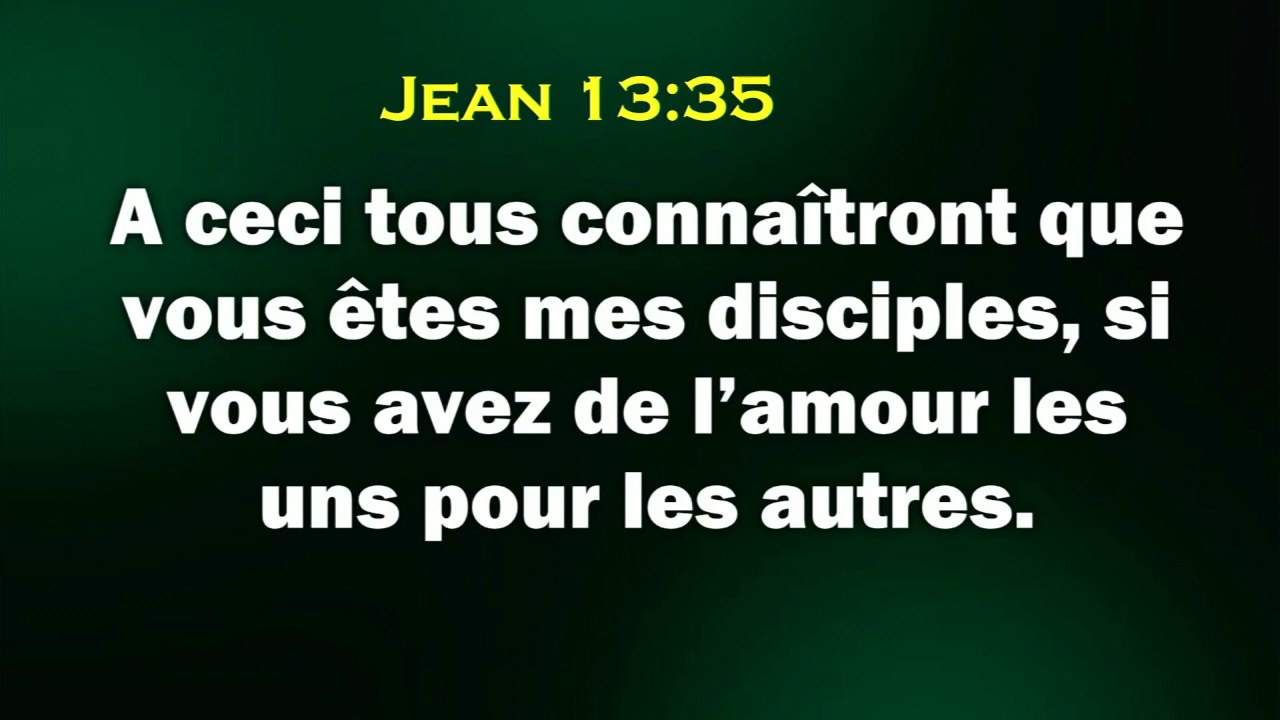 Jean 13:35
A ceci tous connaîtront que
vous êtes mes disciples, si
vous avez de l’amour les
uns pour les autres.